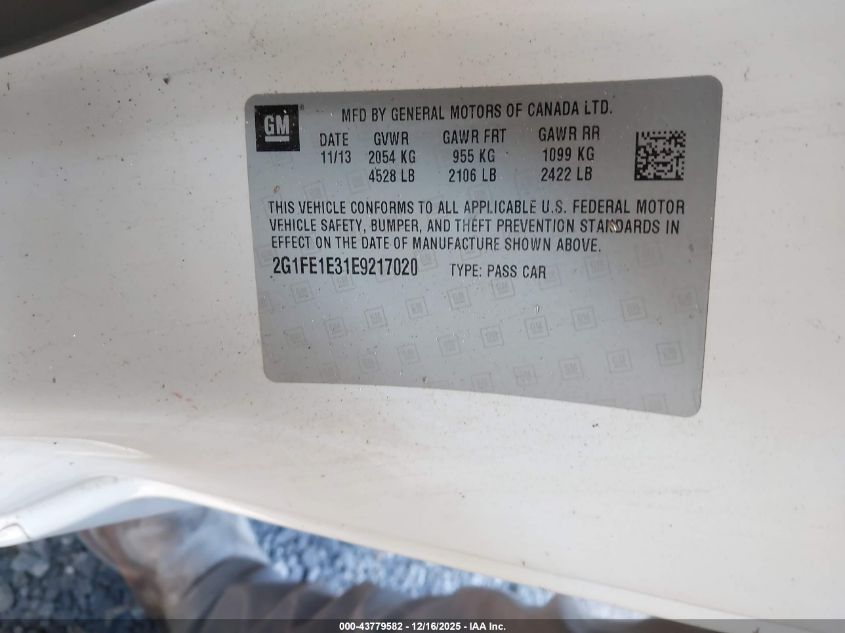 GM
MFD BY GENERAL MOTORS OF CANADA LTD.
DATE GVWR GAWR FRT GAWR RR
11/13 2054 KG 955 KG 1099 KG
4528 LB 2106 LB 2422 LB
THIS VEHICLE CONFORMS TO ALL APPLICABLE U.S. FEDERAL MOTOR
VEHICLE SAFETY, BUMPER, AND THEFT PREVENTION STANDARDS IN
EFFECT ON THE DATE OF MANUFACTURE SHOWN ABOVE.
2G1FE1E31E9217020 TYPE: PASS CAR
000-43779582 - 12/16/2025 - IAA Inc.